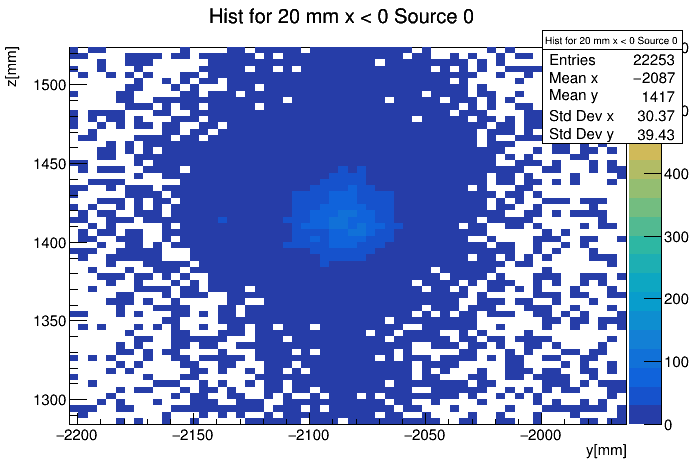 Hist for 20 mm x < 0 Source 0
z[mm]
Hist for 20 mm x < 0 Source 0
Entries 22253
Mean x −2087
Mean y 1417
Std Dev x 30.37
Std Dev y 39.43
1500
1450
1400
1350
1300
400
300
200
100
0
−2200 −2150 −2100 −2050 −2000
y[mm]